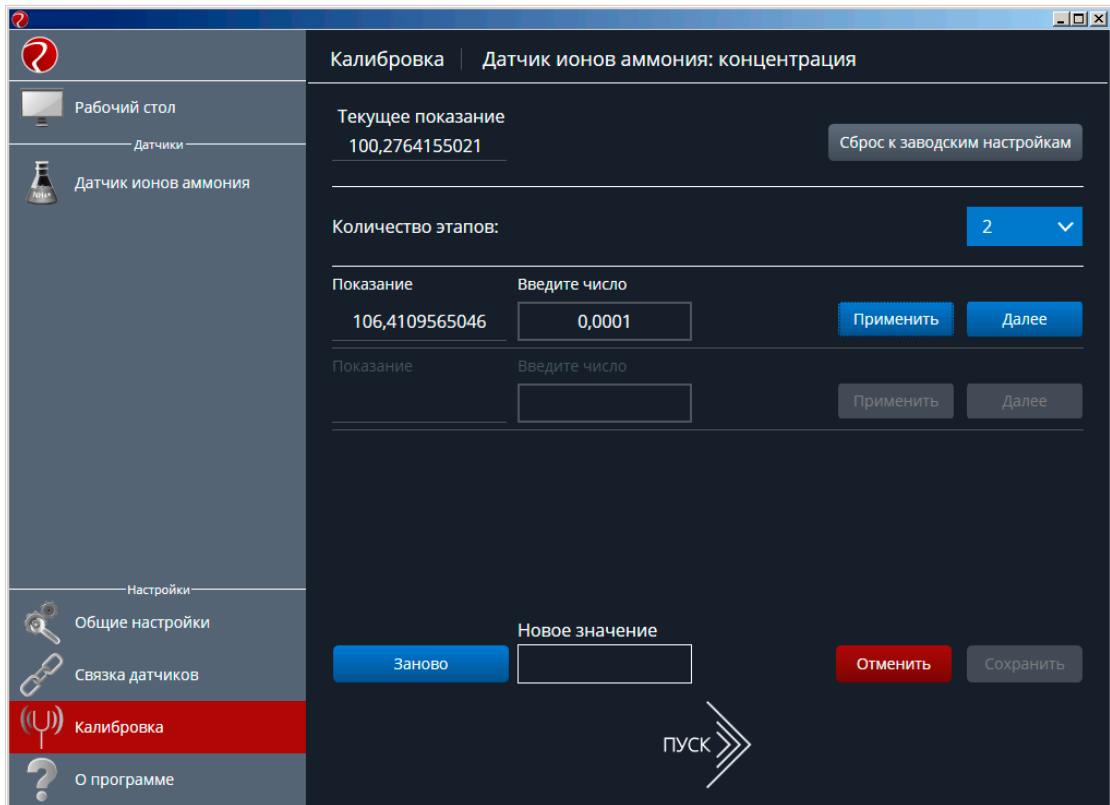 Калибровка Датчик ионов аммония: концентрация
Рабочий стол
Датчики
Датчик ионов аммония
NH₄+
Текущее показание
100,2764155021
Сброс к заводским настройкам
Количество этапов: 2
Показание Введите число
106,4109565046 0,0001 Применить Далее
Показание Введите число
Применить Далее
Настройки
Общие настройки
Связка датчиков
Калибровка
О программе
Новое значение
Заново Отменить Сохранить
ПУСК